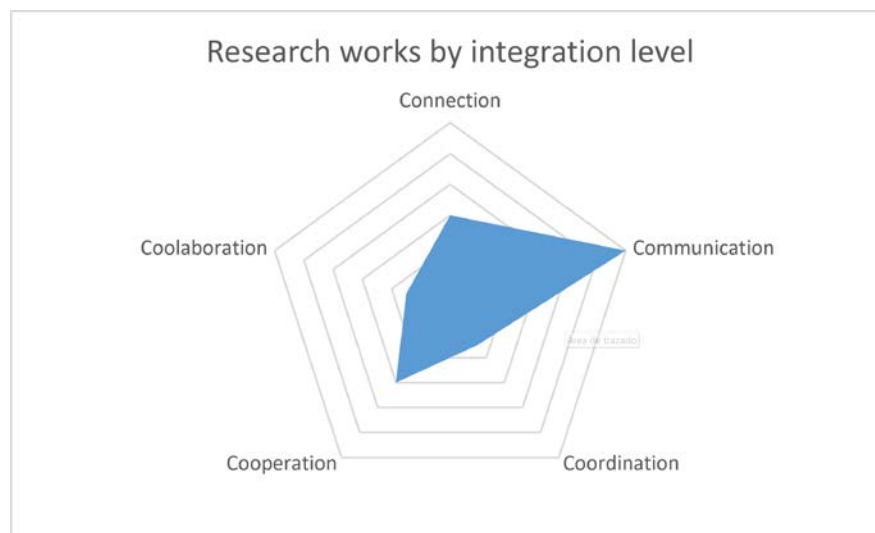 Research works by integration level
Connection
Coolaboration
Communication
Área de trazado
Cooperation
Coordination